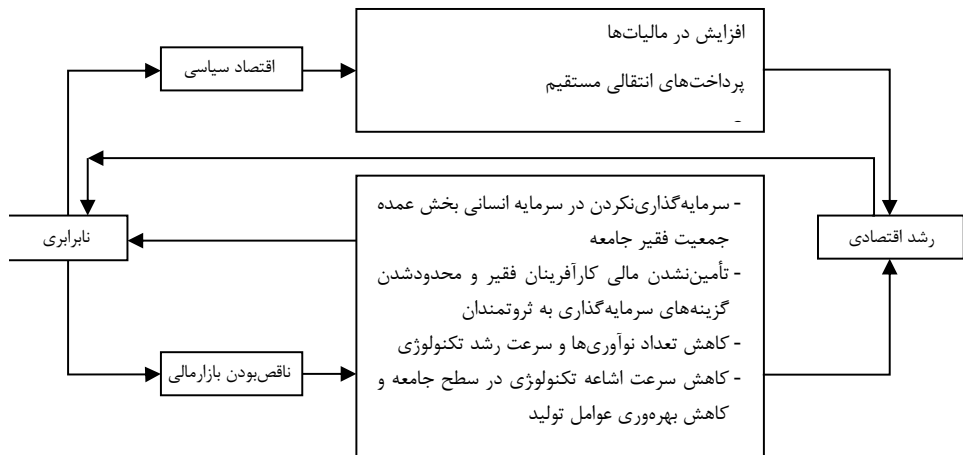 افزایش در مالیات‌ها
اقتصاد سیاسی
پرداخت‌های انتقالی مستقیم
-
- سرمایه‌گذاری‌نکردن در سرمایه انسانی بخش عمده
جمعیت فقیر جامعه
- تأمین‌نشدن مالی کارآفرینان فقیر و محدودشدن
گزینه‌های سرمایه‌گذاری به ثروتمندان
- کاهش تعداد نوآوری‌ها و سرعت رشد تکنولوژی
- کاهش سرعت اشاعه تکنولوژی در سطح جامعه و
کاهش بهره‌وری عوامل تولید
رشد اقتصادی
نابرابری
ناقص‌بودن بازارمالی